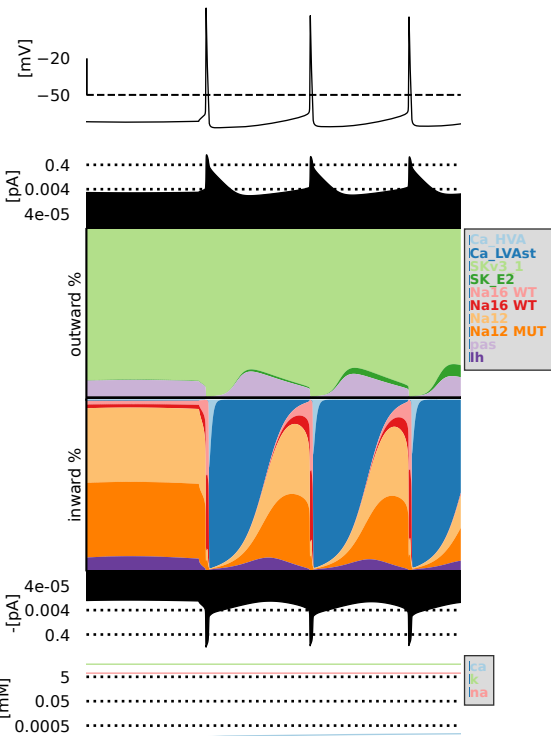 [mV]
−20
−50
[pA]
0.4
0.004
4e-05
outward %
Ca_HVA
Ca_LVAst
SKv3_1
SK_E2
Na16 WT
Na16 WT
Na12
Na12 MUT
pas
Ih
inward %
-[pA]
4e-05
0.004
0.4
[mM]
5
0.05
0.0005
ca
k
na